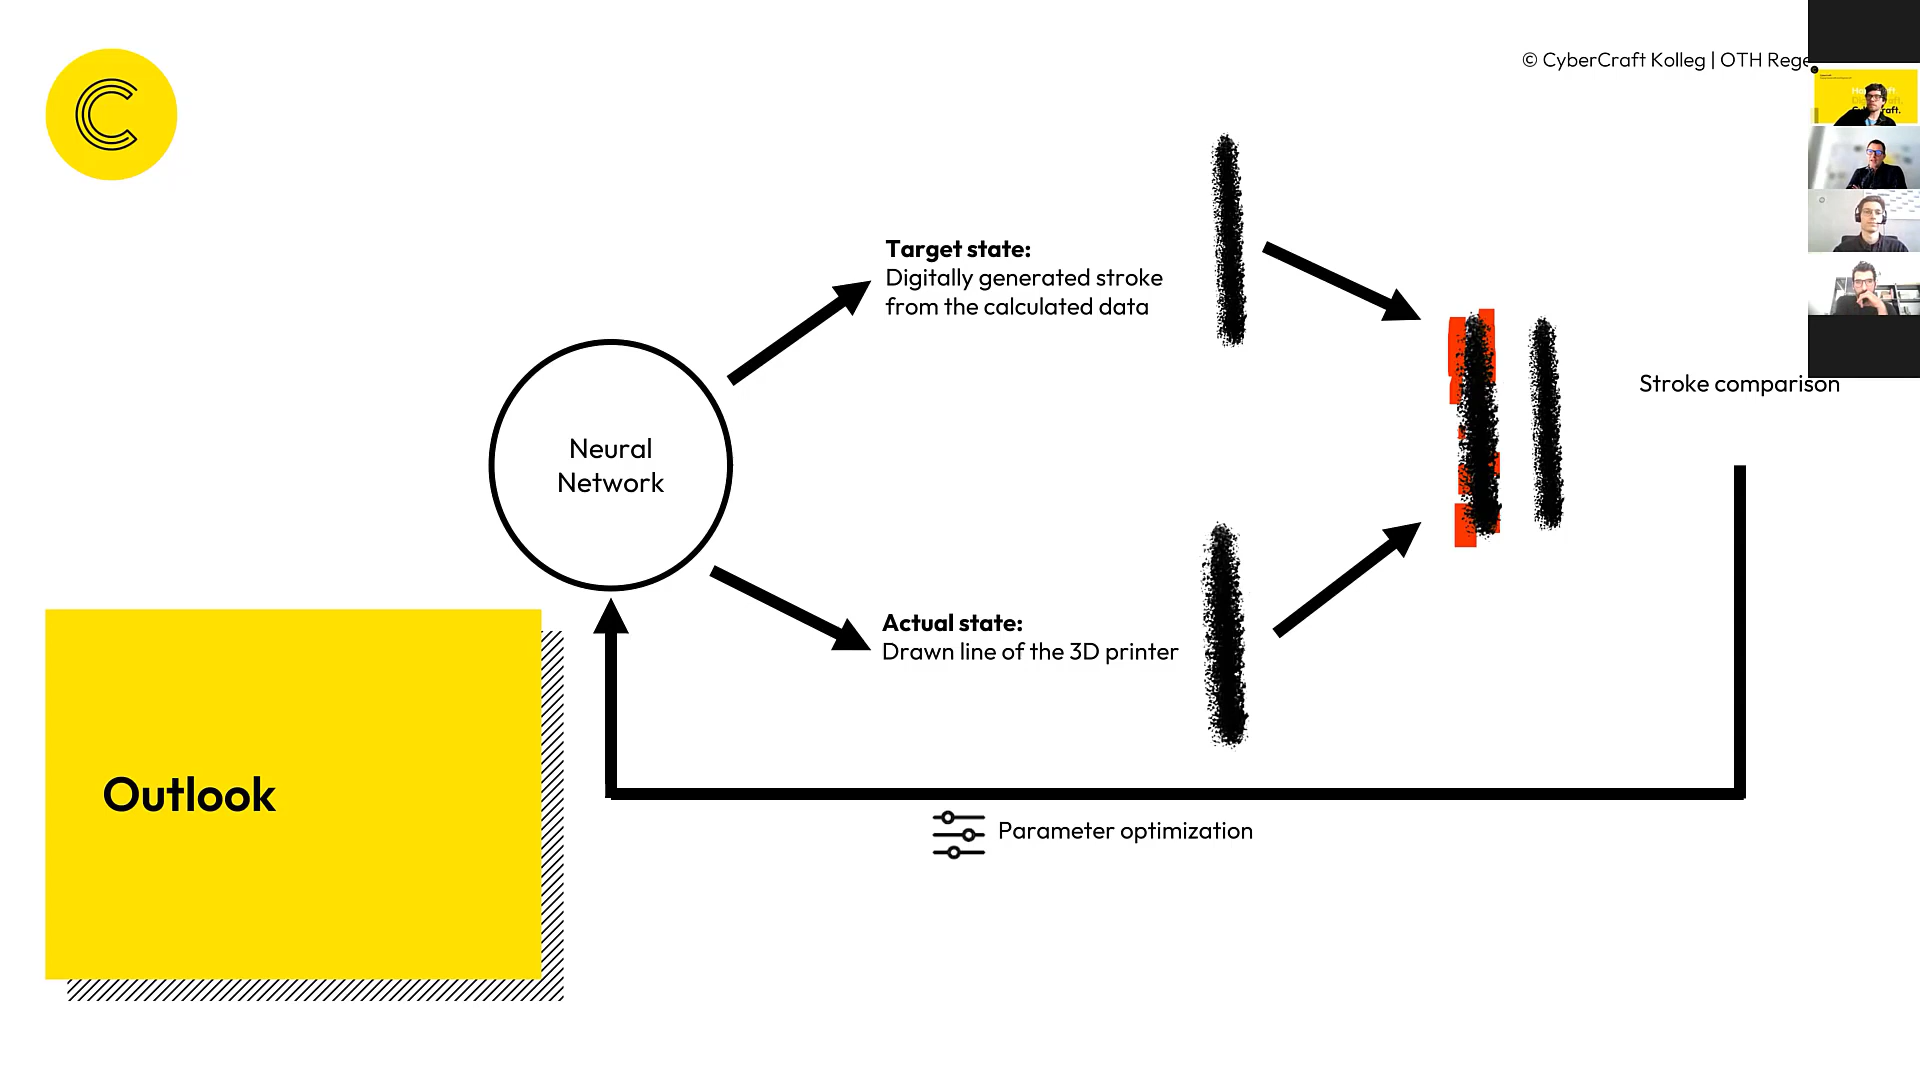 © CyberCraft Kolleg | OTH
Target state:
Digitally generated stroke
from the calculated data
Stroke comparison
Neural
Network
Actual state:
Drawn line of the 3D printer
Outlook
Parameter optimization